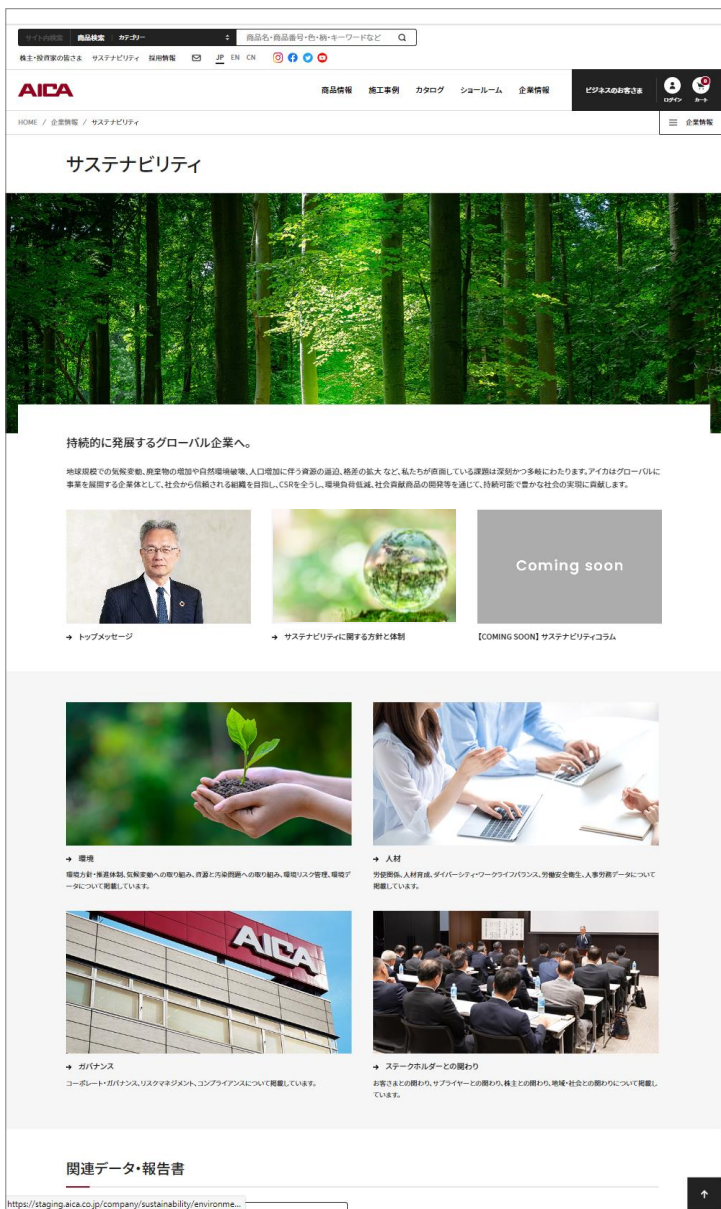 サイト内検索 商品検索 カテゴリー 商品名・商品番号・色・柄・キーワードなど
株主・投資家の皆さま サステナビリティ 採用情報 JP EN CN
AICA 商品情報 施工事例 カタログ ショールーム 企業情報 ビジネスのお客さま ログイン 0 カート
HOME / 企業情報 / サステナビリティ 企業情報
サステナビリティ
持続的に発展するグローバル企業へ。
地球規模での気候変動、廃棄物の増加や自然環境破壊、人口増加に伴う資源の逼迫、格差の拡大 など、私たちが直面している課題は深刻かつ多岐にわたります。アイカはグローバルに
事業を展開する企業体として、社会から信頼される組織を目指し、CSRを全うし、環境負荷低減、社会貢献商品の開発等を通じて、持続可能で豊かな社会の実現に貢献します。
Coming soon
→ トップメッセージ
→ サステナビリティに関する方針と体制
【COMING SOON】サステナビリティコラム
→ 環境
環境方針・推進体制、気候変動への取り組み、資源と汚染問題への取り組み、環境リスク管理、環境デ
ータについて掲載しています。
→ 人材
労使関係、人材育成、ダイバーシティ・ワークライフバランス、労働安全衛生、人事労務データについて
掲載しています。
AICA
→ ガバナンス
コーポレート・ガバナンス、リスクマネジメント、コンプライアンスについて掲載しています。
→ ステークホルダーとの関わり
お客さまとの関わり、サプライヤーとの関わり、株主との関わり、地域・社会との関わりについて掲載し
ています。
関連データ・報告書
https://staging.aica.co.jp/company/sustainability/environme...